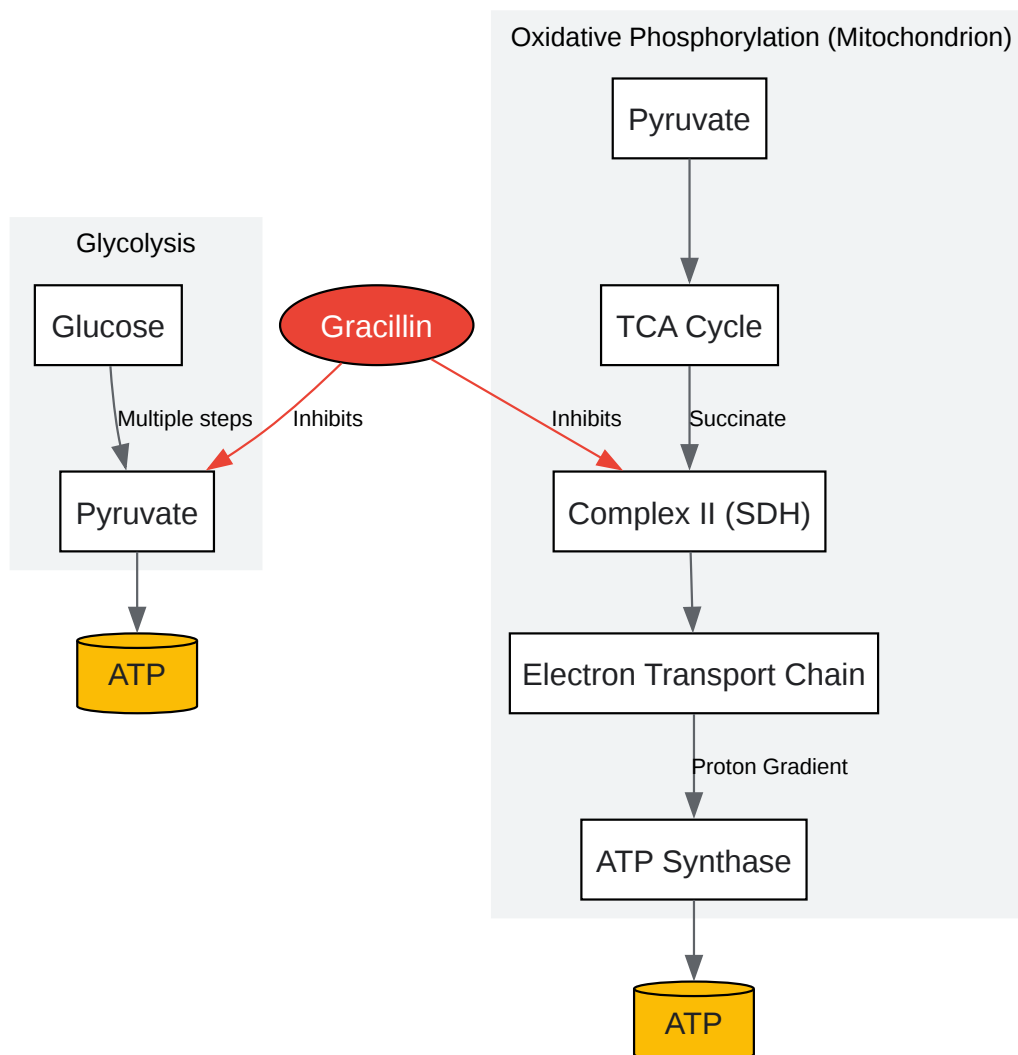 Oxidative Phosphorylation (Mitochondrion)
Pyruvate
Glycolysis
Glucose
Gracillin
TCA Cycle
Multiple steps
Inhibits
Inhibits
Succinate
Pyruvate
Complex II (SDH)
ATP
Electron Transport Chain
Proton Gradient
ATP Synthase
ATP